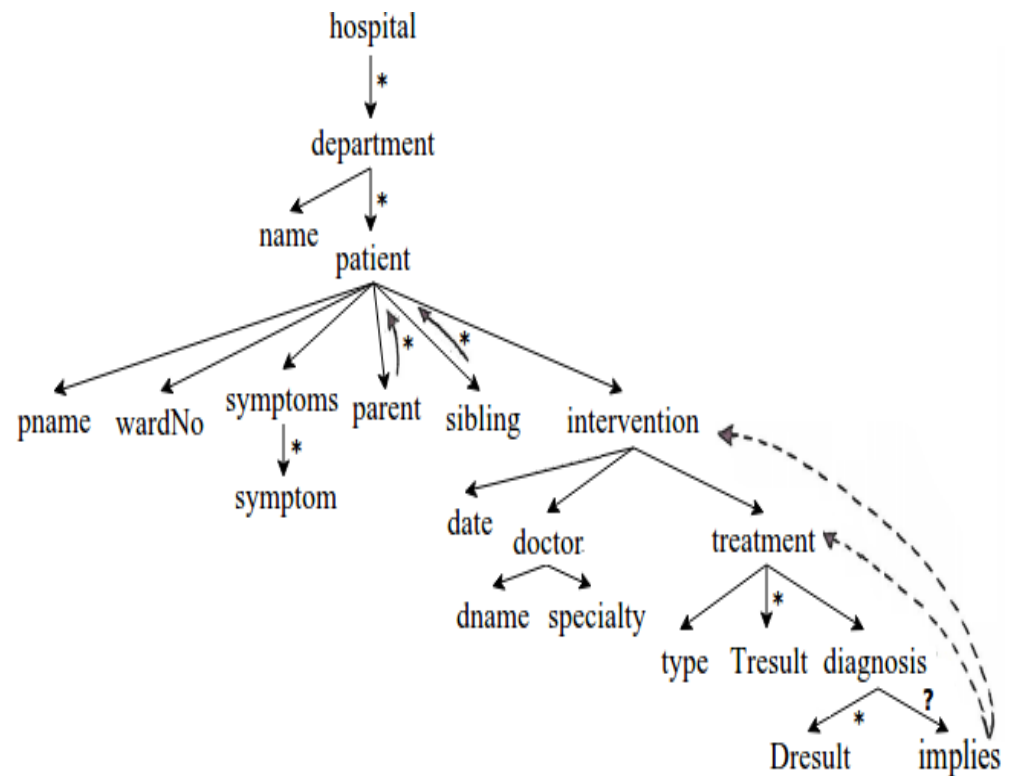 hospital
*
department
*
name
patient
* *
pname wardNo symptoms parent sibling intervention
*
symptom
date doctor treatment
dname specialty
*
type Tresult diagnosis
* ?
Dresult implies